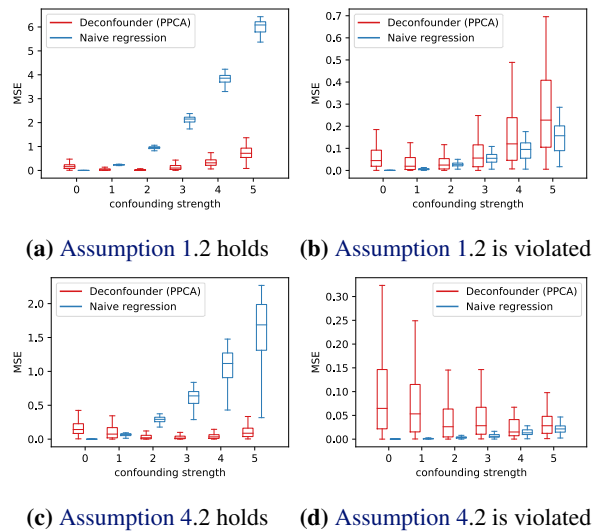 Deconfounder (PPCA)
Naive regression
MSE
6
5
4
3
2
1
0
0 1 2 3 4 5
confounding strength
(a) Assumption 1.2 holds
Deconfounder (PPCA)
Naive regression
MSE
0.7
0.6
0.5
0.4
0.3
0.2
0.1
0.0
0 1 2 3 4 5
confounding strength
(b) Assumption 1.2 is violated
Deconfounder (PPCA)
Naive regression
MSE
2.0
1.5
1.0
0.5
0.0
0 1 2 3 4 5
confounding strength
(c) Assumption 4.2 holds
Deconfounder (PPCA)
Naive regression
MSE
0.30
0.25
0.20
0.15
0.10
0.05
0.00
0 1 2 3 4 5
confounding strength
(d) Assumption 4.2 is violated